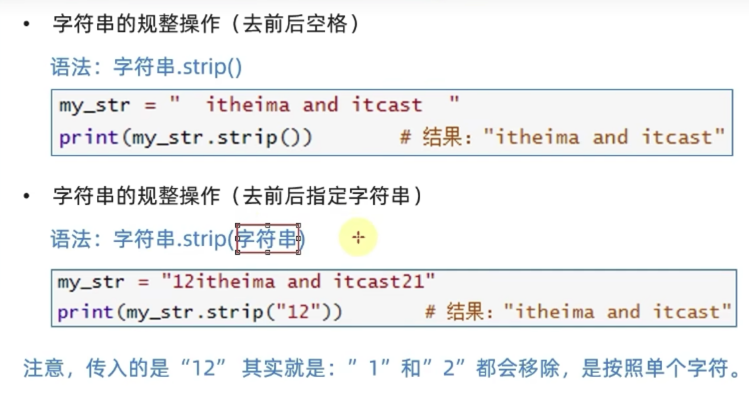 • 字符串的规整操作（去前后空格）
语法：字符串.strip()
my_str = "  itheima and itcast  "
print(my_str.strip())        # 结果："itheima and itcast"
• 字符串的规整操作（去前后指定字符串）
语法：字符串.strip(字符串)
my_str = "12itheima and itcast21"
print(my_str.strip("12"))        # 结果："itheima and itcast"
注意，传入的是“12” 其实就是：”1”和”2”都会移除，是按照单个字符。